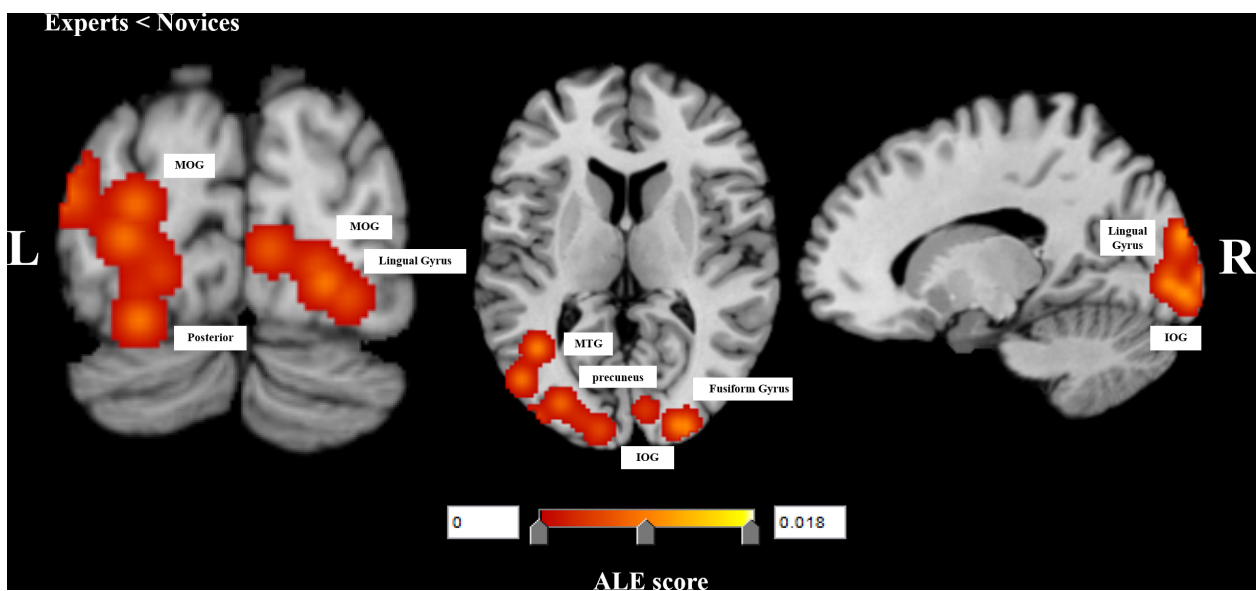 Experts < Novices
MOG
MOG
Lingual Gyrus
Posterior
L
MTG
precuneus
Fusiform Gyrus
IOG
Lingual
Gyrus
IOG
R
0
0.018
ALE score